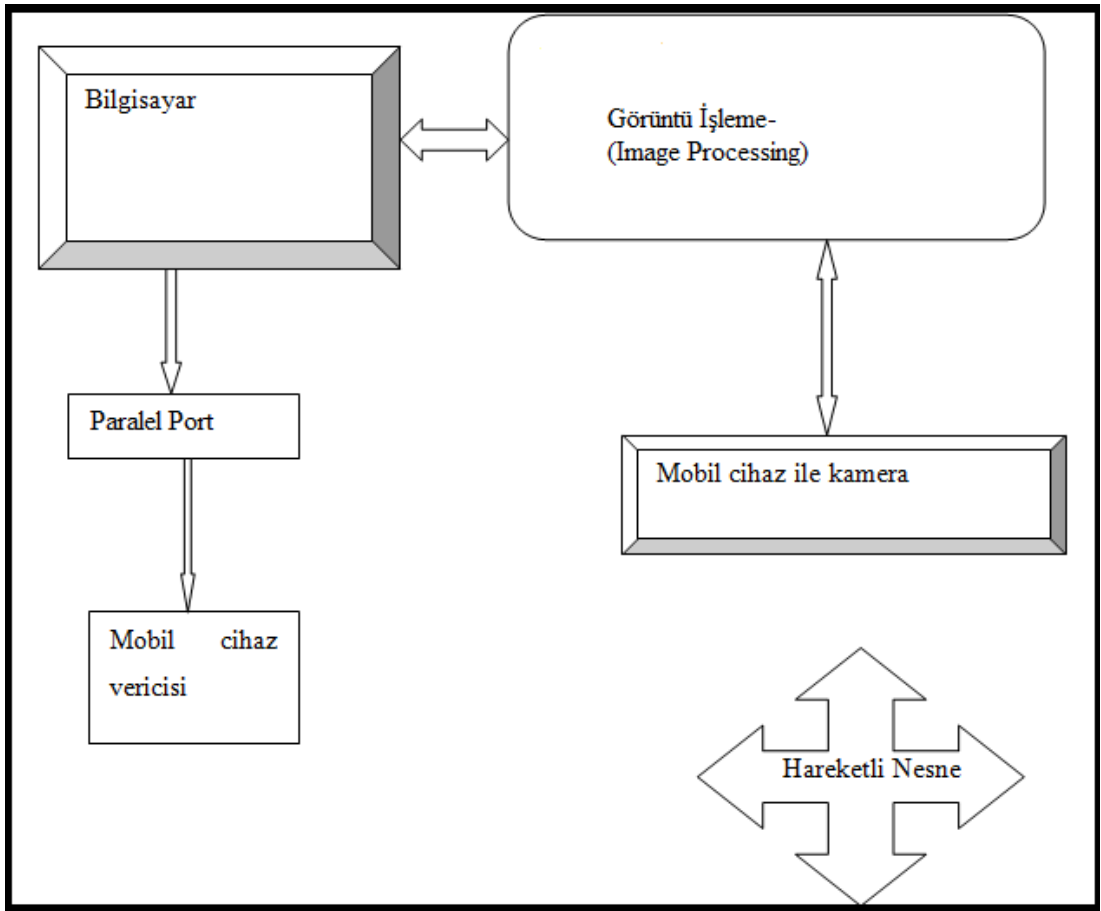 Bilgisayar
Görüntü İşleme-
(Image Processing)
Paralel Port
Mobil cihaz ile kamera
Mobil cihaz
vericisi
Hareketli Nesne